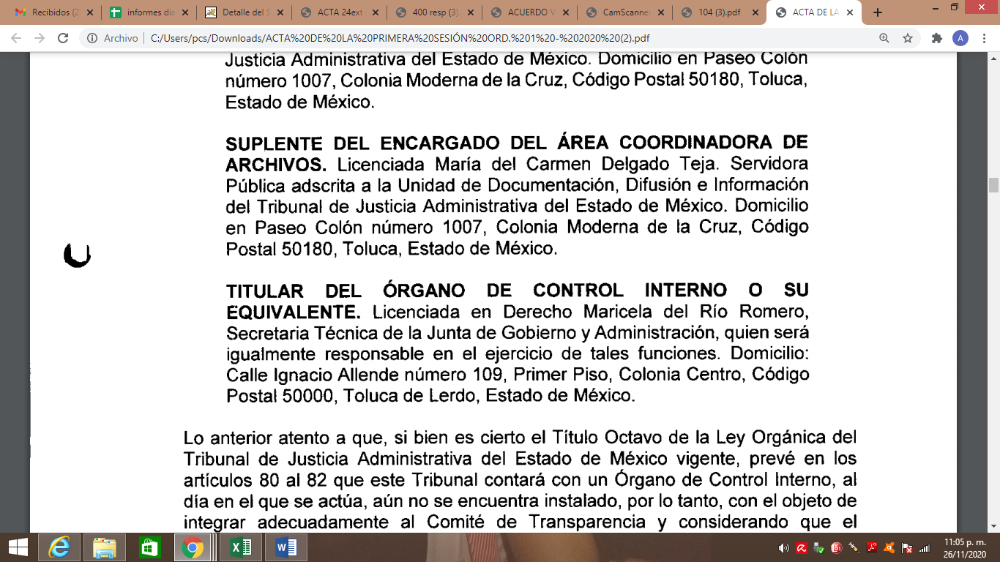 Recibidos (2
informes dia
Detalle del S
ACTA 24ext
400 resp (3)
ACUERDO V
CamScanner
104 (3).pdf
ACTA DE LA
Archivo
C:/Users/pcs/Downloads/ACTA%20DE%20LA%20PRIMERA%20SESIÓN%20ORD.%201%20-%202020%20(2).pdf
A
Justicia Administrativa del Estado de México. Domicilio en Paseo Colón
número 1007, Colonia Moderna de la Cruz, Código Postal 50180, Toluca,
Estado de México.
SUPLENTE DEL ENCARGADO DEL ÁREA COORDINADORA DE
ARCHIVOS. Licenciada María del Carmen Delgado Teja. Servidora
Pública adscrita a la Unidad de Documentación, Difusión e Información
del Tribunal de Justicia Administrativa del Estado de México. Domicilio
en Paseo Colón número 1007, Colonia Moderna de la Cruz, Código
Postal 50180, Toluca, Estado de México.
TITULAR DEL ÓRGANO DE CONTROL INTERNO O SU
EQUIVALENTE. Licenciada en Derecho Maricela del Río Romero,
Secretaria Técnica de la Junta de Gobierno y Administración, quien será
igualmente responsable en el ejercicio de tales funciones. Domicilio:
Calle Ignacio Allende número 109, Primer Piso, Colonia Centro, Código
Postal 50000, Toluca de Lerdo, Estado de México.
Lo anterior atento a que, si bien es cierto el Título Octavo de la Ley Orgánica del
Tribunal de Justicia Administrativa del Estado de México vigente, prevé en los
artículos 80 al 82 que este Tribunal contará con un Órgano de Control Interno, al
día en el que se actúa, aún no se encuentra instalado, por lo tanto, con el objeto de
integrar adecuadamente al Comité de Transparencia y considerando que el
11:05 p. m.
26/11/2020